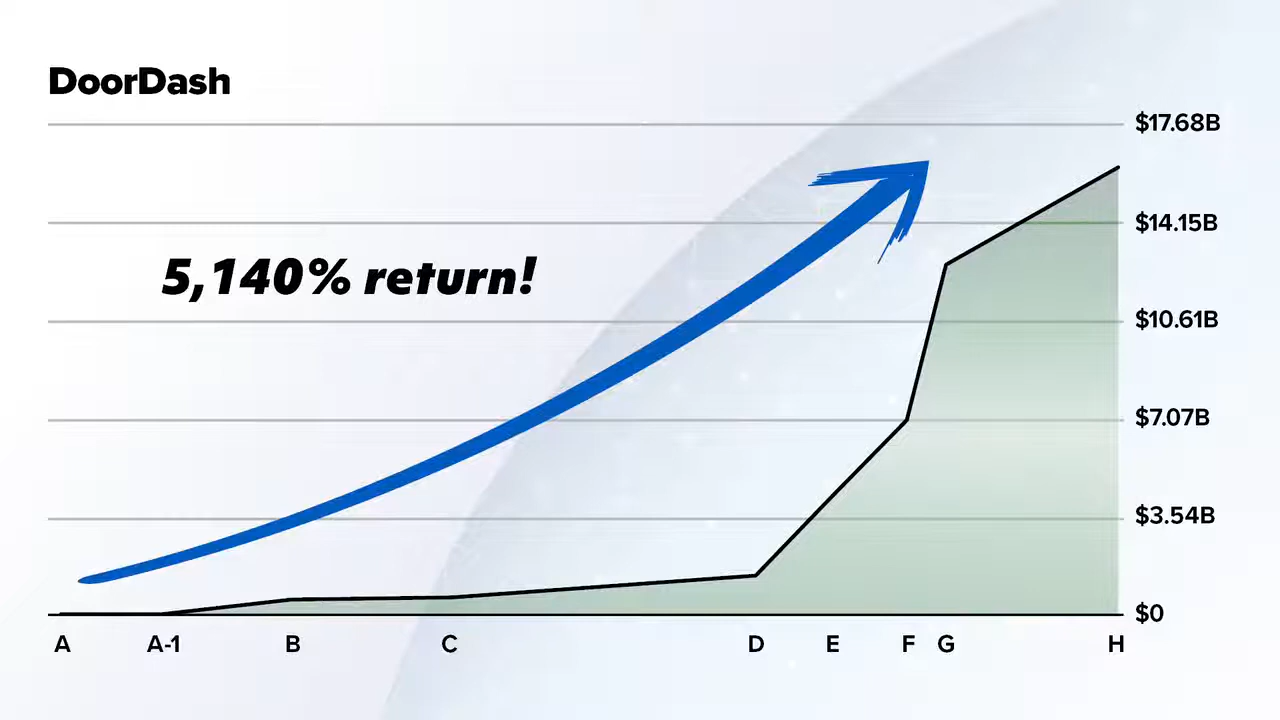 DoorDash
$17.68B
$14.15B
5,140% return!
$10.61B
$7.07B
$3.54B
$0
A A-1 B C D E F G H